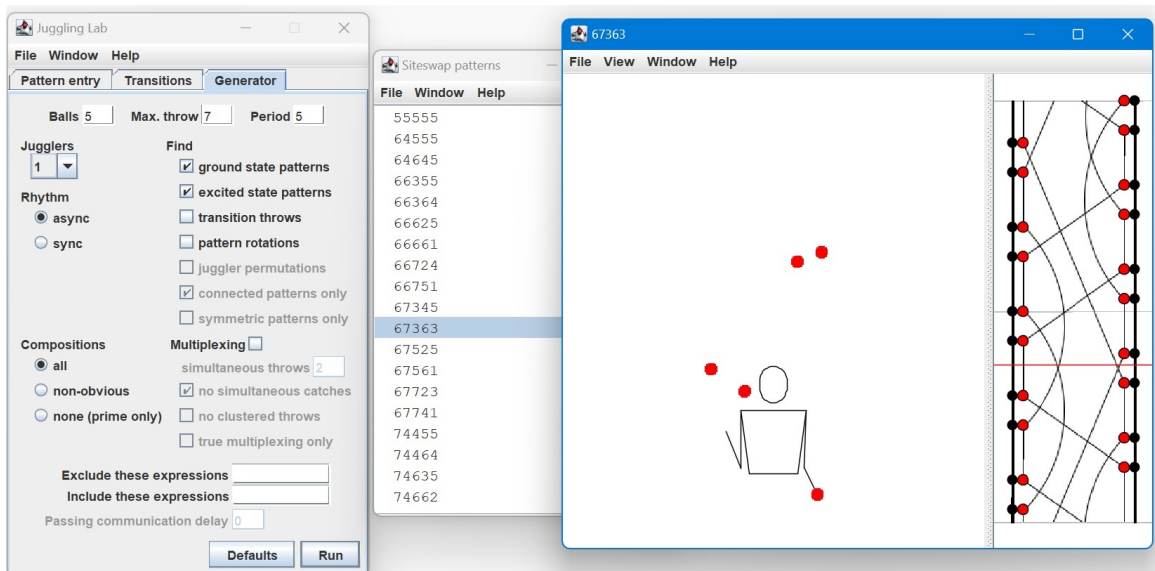 Juggling Lab
File Window Help
Pattern entry Transitions Generator
Balls 5 Max. throw 7 Period 5
Jugglers
1
Rhythm
async
sync
Find
ground state patterns
excited state patterns
transition throws
pattern rotations
juggler permutations
connected patterns only
symmetric patterns only
Compositions
all
non-obvious
none (prime only)
Multiplexing
simultaneous throws 2
no simultaneous catches
no clustered throws
true multiplexing only
Exclude these expressions
Include these expressions
Passing communication delay 0
Defaults Run
Siteswap patterns
File Window Help
55555
64555
64645
66355
66364
66625
66661
66724
66751
67345
67363
67525
67561
67723
67741
74455
74464
74635
74662
67363
File View Window Help